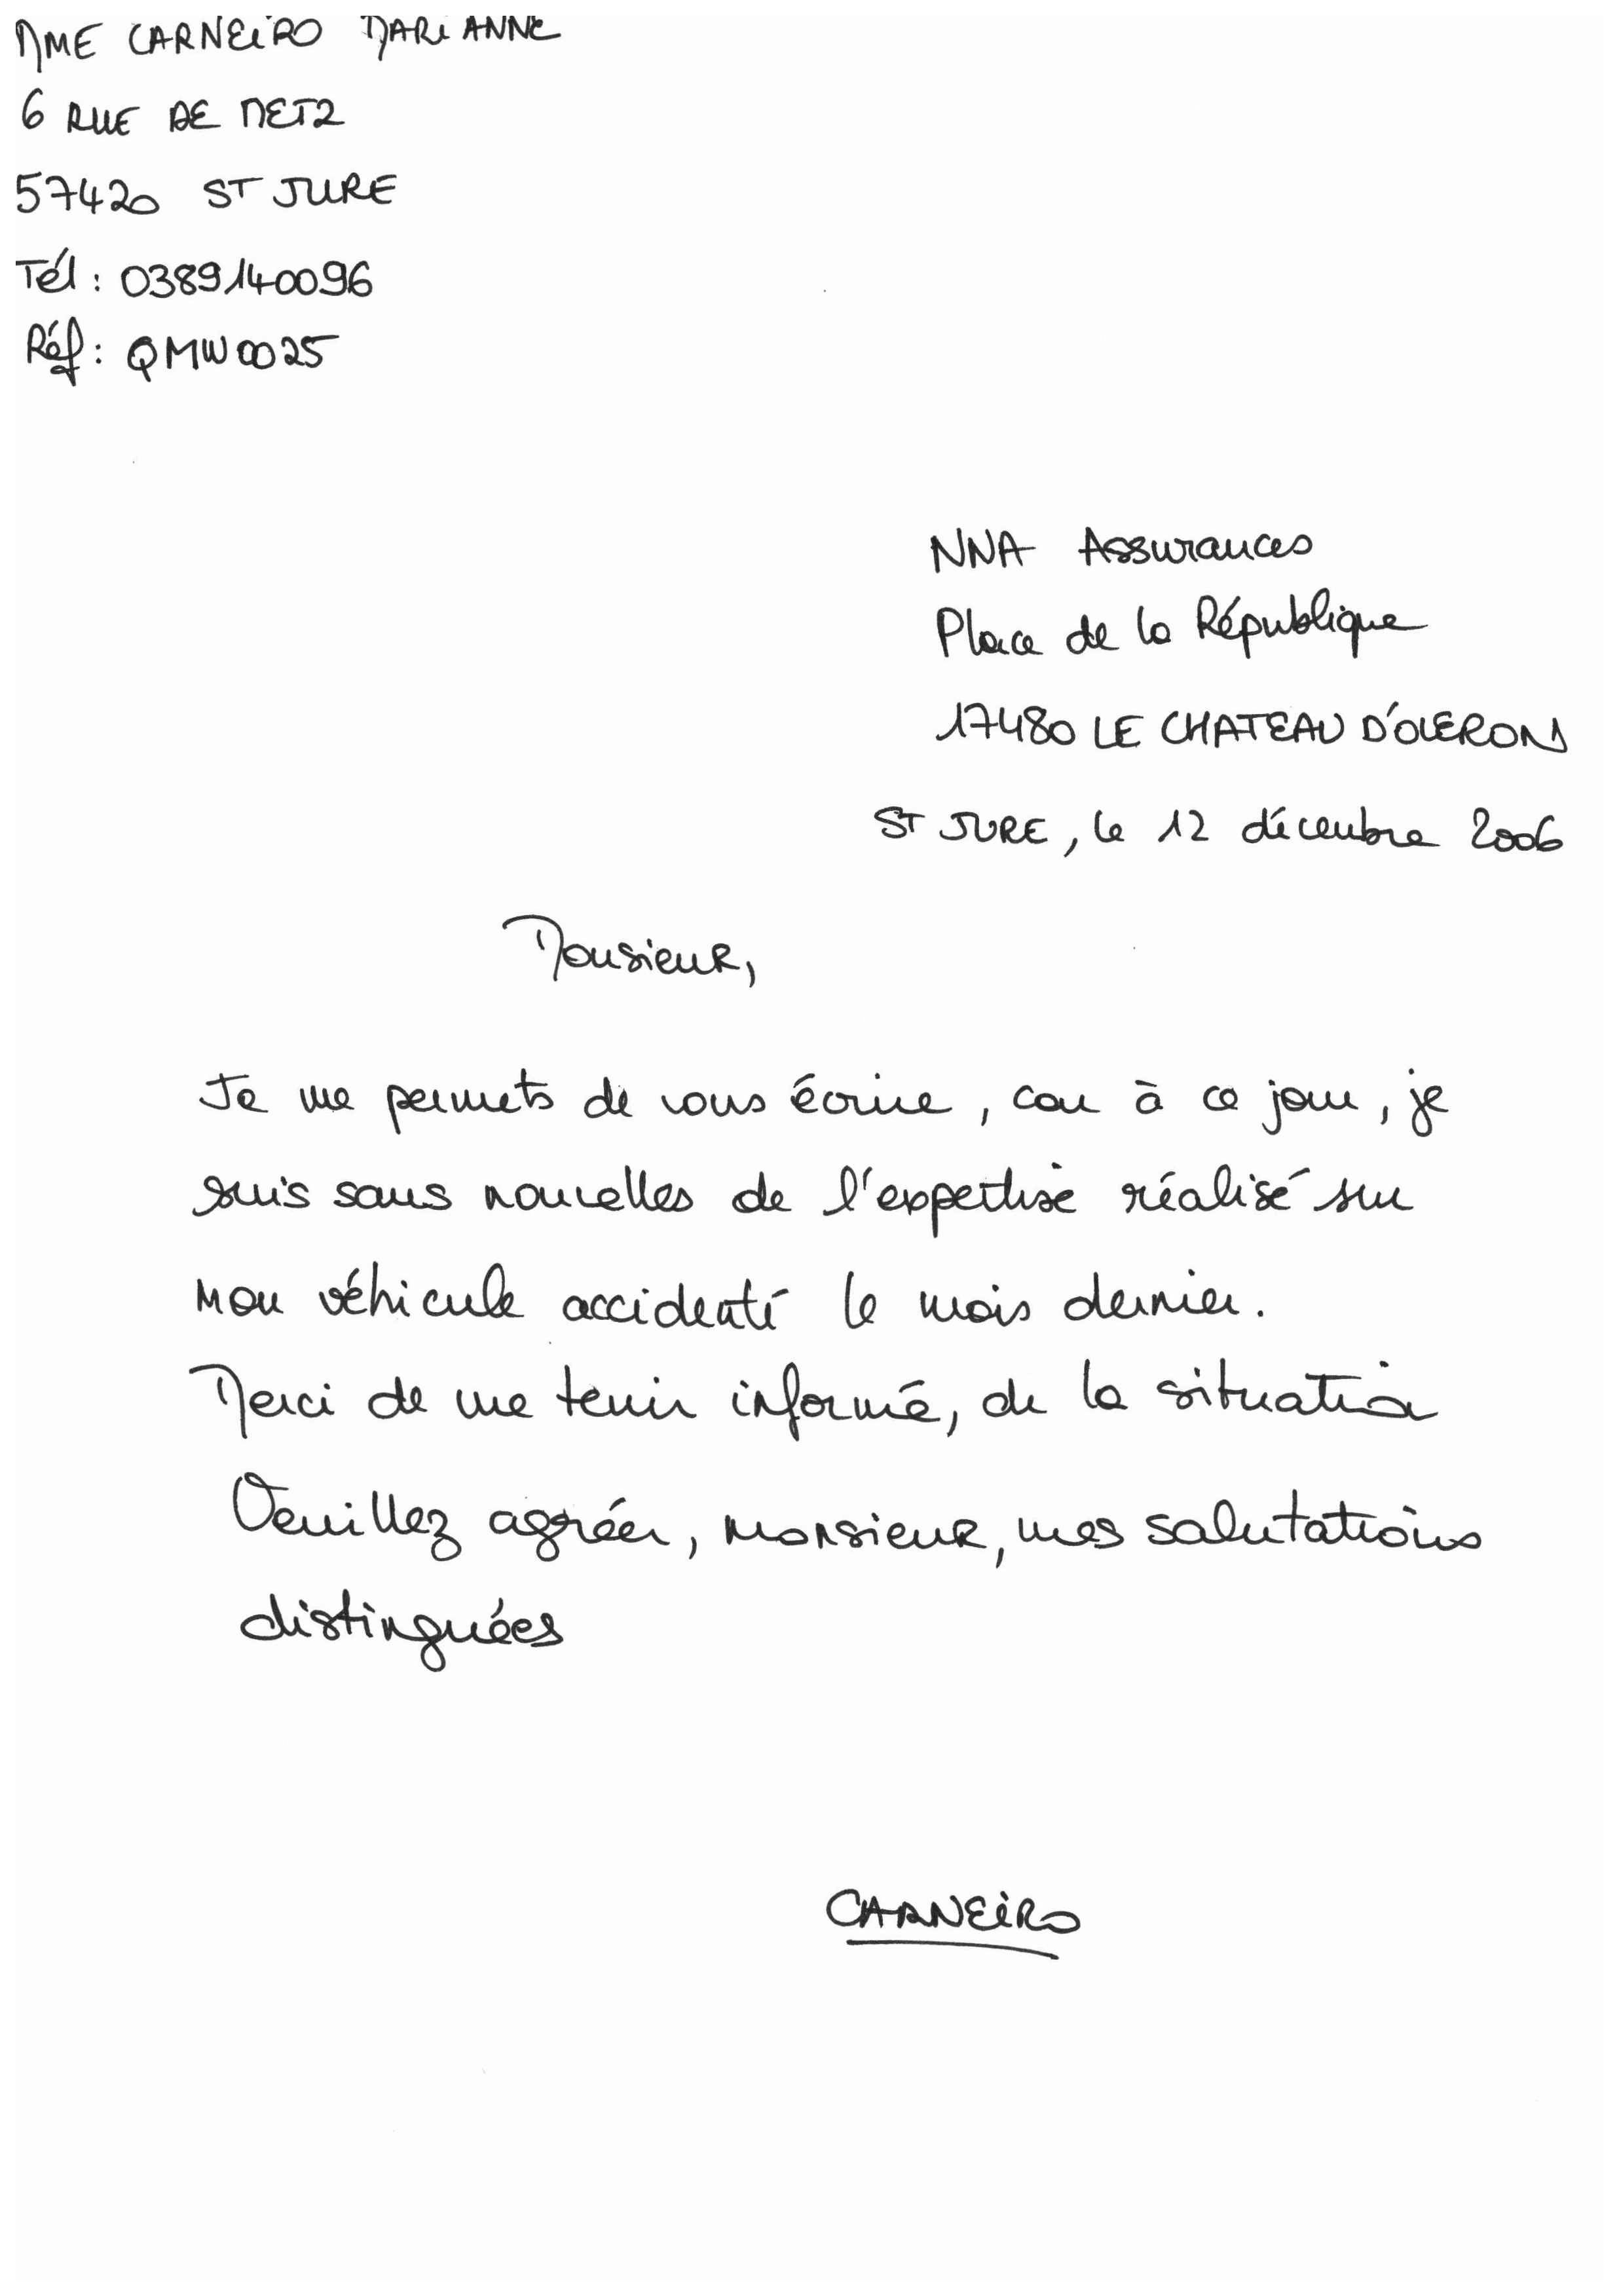 MME CARNEIRO MARIANNE
6 RUE DE METZ
57420 ST JURE
Tél : 0389140096
Réf : QMW0025
NNA Assurances
Place de la République
17480 LE CHATEAU D'OLERON
ST JURE, le 12 décembre 2006
Monsieur,
Je me permets de vous écrire, car à ce jour, je
suis sans nouvelles de l'expertise réalisé sur
mon véhicule accidenté le mois dernier.
Merci de me tenir informé, de la situation
Veuillez agréer, monsieur, mes salutations
distinguées
CARNEIRO